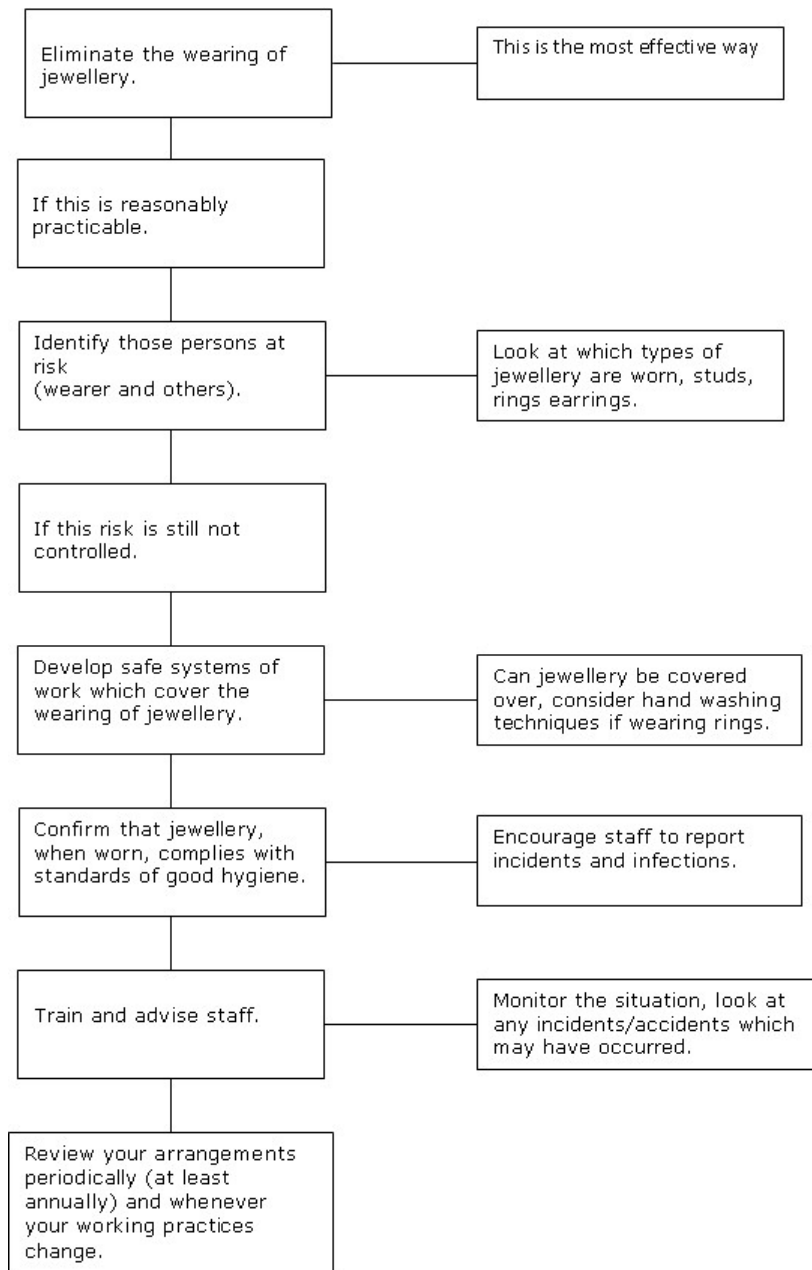 Eliminate the wearing of
jewellery.
This is the most effective way
If this is reasonably
practicable.
Identify those persons at
risk
(wearer and others).
Look at which types of
jewellery are worn, studs,
rings earrings.
If this risk is still not
controlled.
Develop safe systems of
work which cover the
wearing of jewellery.
Can jewellery be covered
over, consider hand washing
techniques if wearing rings.
Confirm that jewellery,
when worn, complies with
standards of good hygiene.
Encourage staff to report
incidents and infections.
Train and advise staff.
Monitor the situation, look at
any incidents/accidents which
may have occurred.
Review your arrangements
periodically (at least
annually) and whenever
your working practices
change.